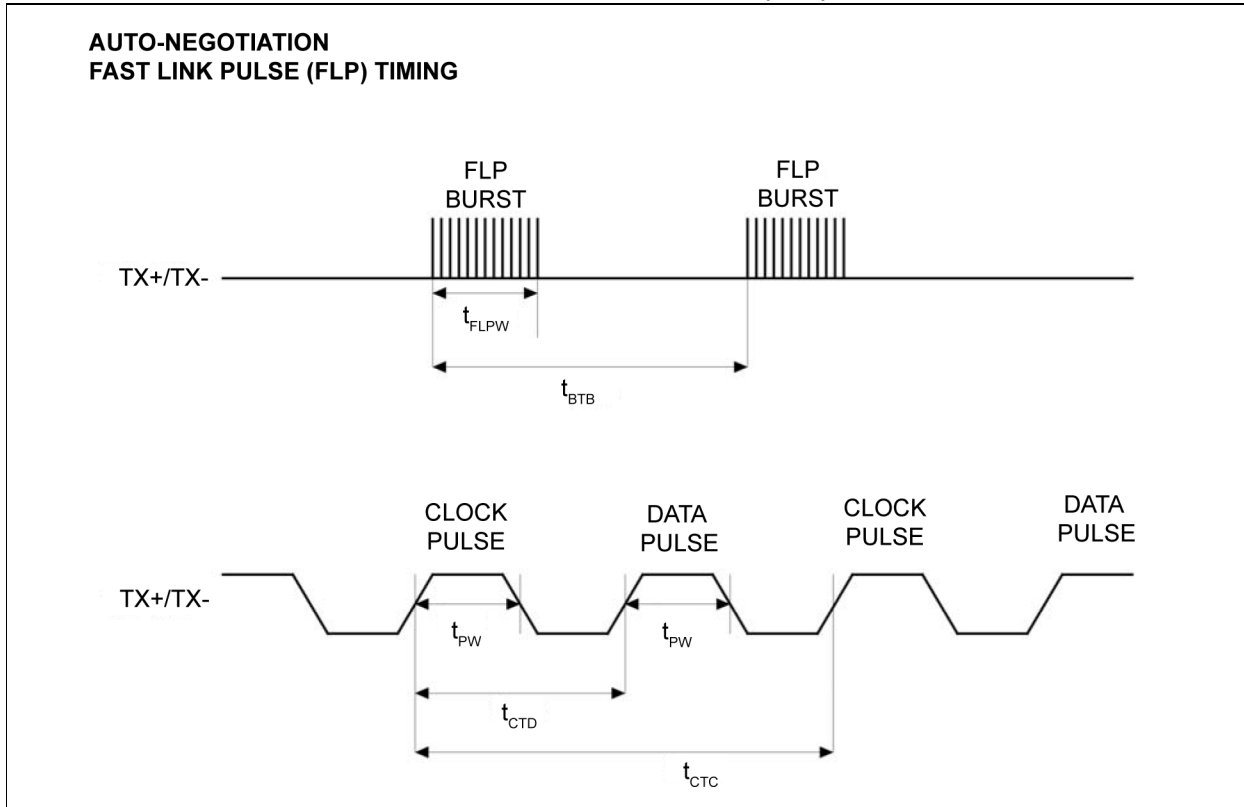 AUTO-NEGOTIATION
FAST LINK PULSE (FLP) TIMING
FLP
BURST
FLP
BURST
TX+/TX-
tFLPW
tBTB
CLOCK
PULSE
DATA
PULSE
CLOCK
PULSE
DATA
PULSE
TX+/TX-
tPW
tPW
tCTD
tCTC